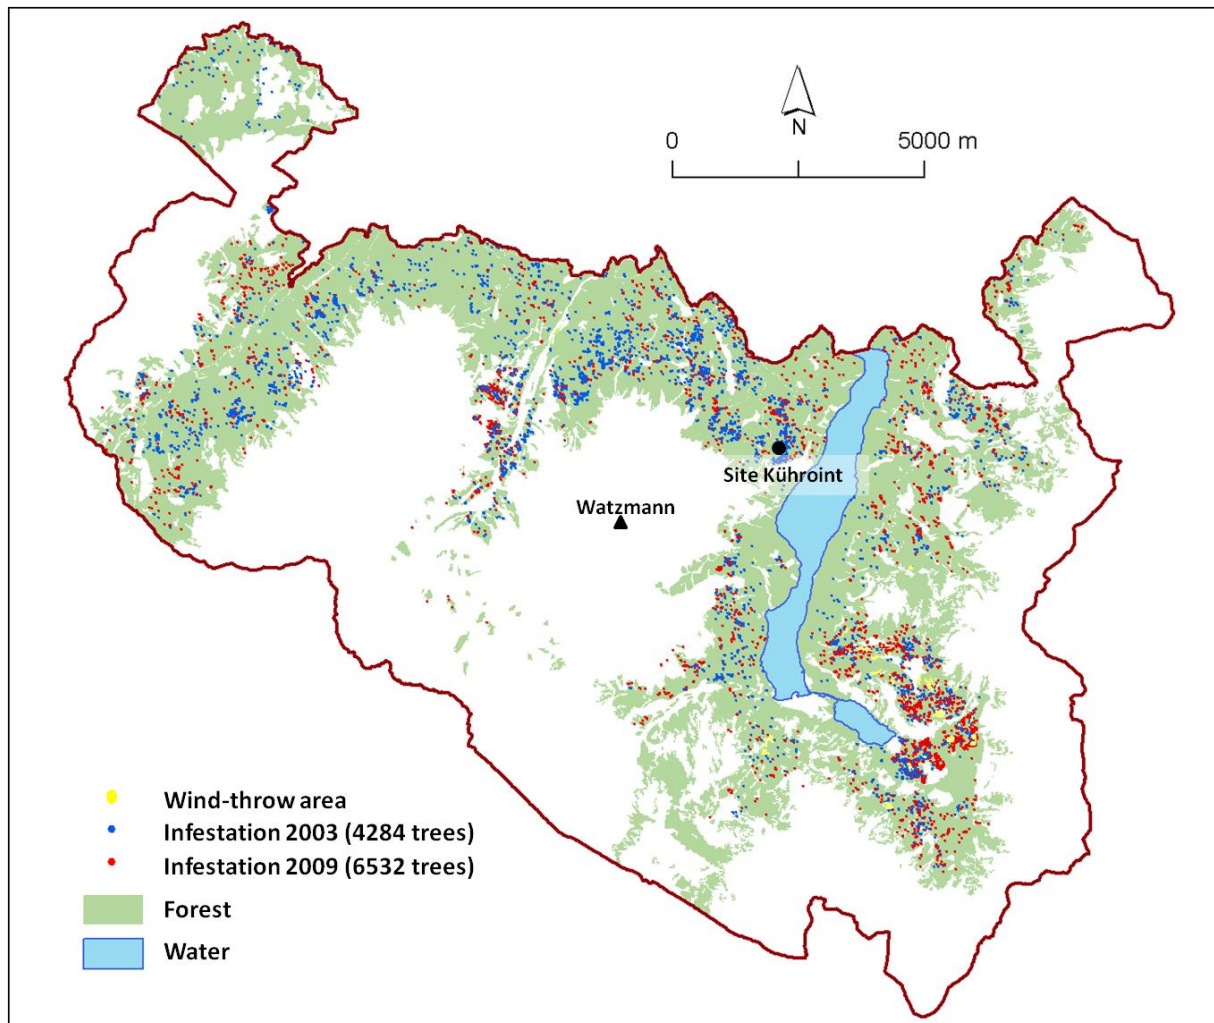 N
0
5000 m
Site Kühroint
Watzmann
Wind-throw area
Infestation 2003 (4284 trees)
Infestation 2009 (6532 trees)
Forest
Water